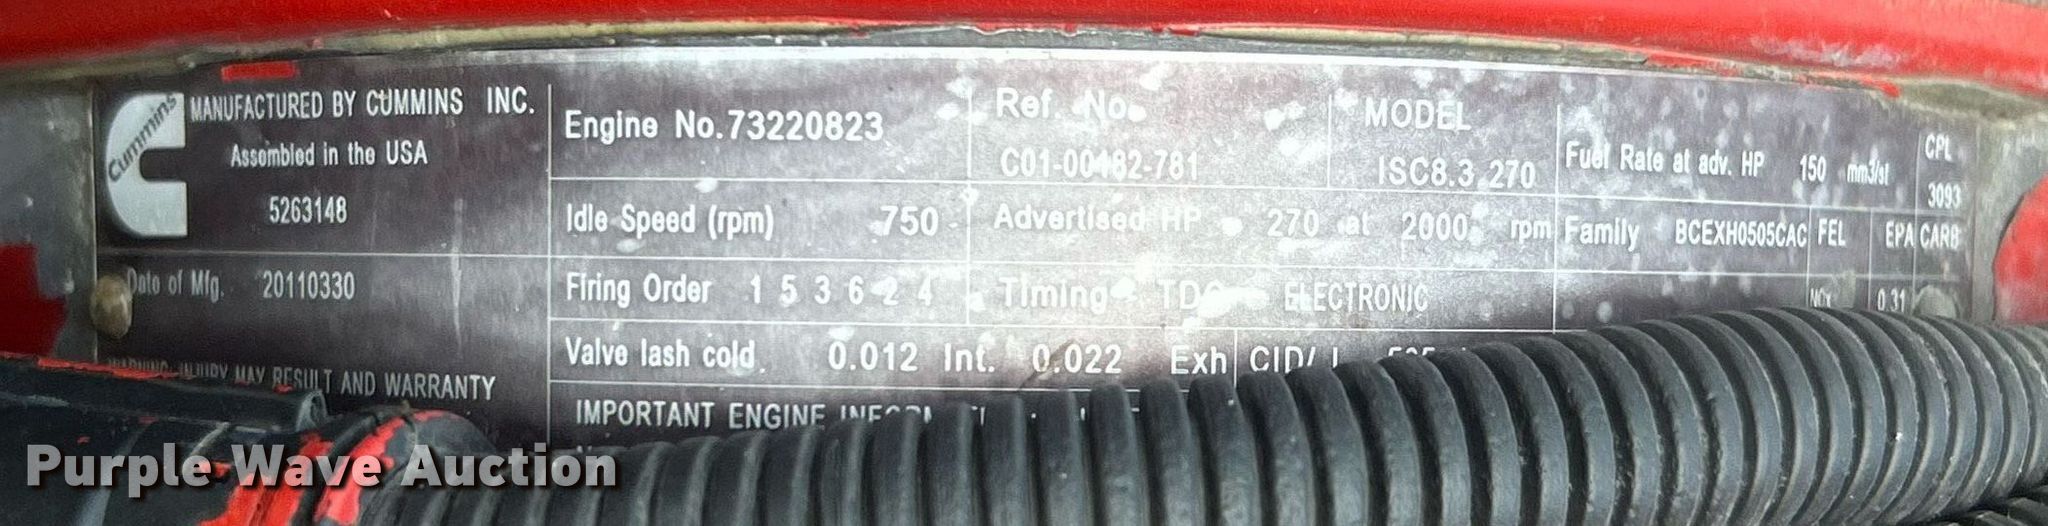 Cummins
MANUFACTURED BY CUMMINS INC.
Assembled in the USA
5263148
Date of Mfg. 20110330
INJURY MAY RESULT AND WARRANTY
Engine No. 73220823
Ref. No.
C01-00482-781
MODEL
ISC8.3 270
Fuel Rate at adv. HP 150 mm3/st
CPL
3093
Idle Speed (rpm) 750
Advertised HP 270 at 2000 rpm
Family BCEXH0505CAC
FEL
EPA
CARB
Firing Order 1 5 3 6 2 4
Timing TDC ELECTRONIC
NOx 0.31
Valve lash cold. 0.012 Int. 0.022 Exh
CID/
IMPORTANT ENGINE
Purple Wave Auction